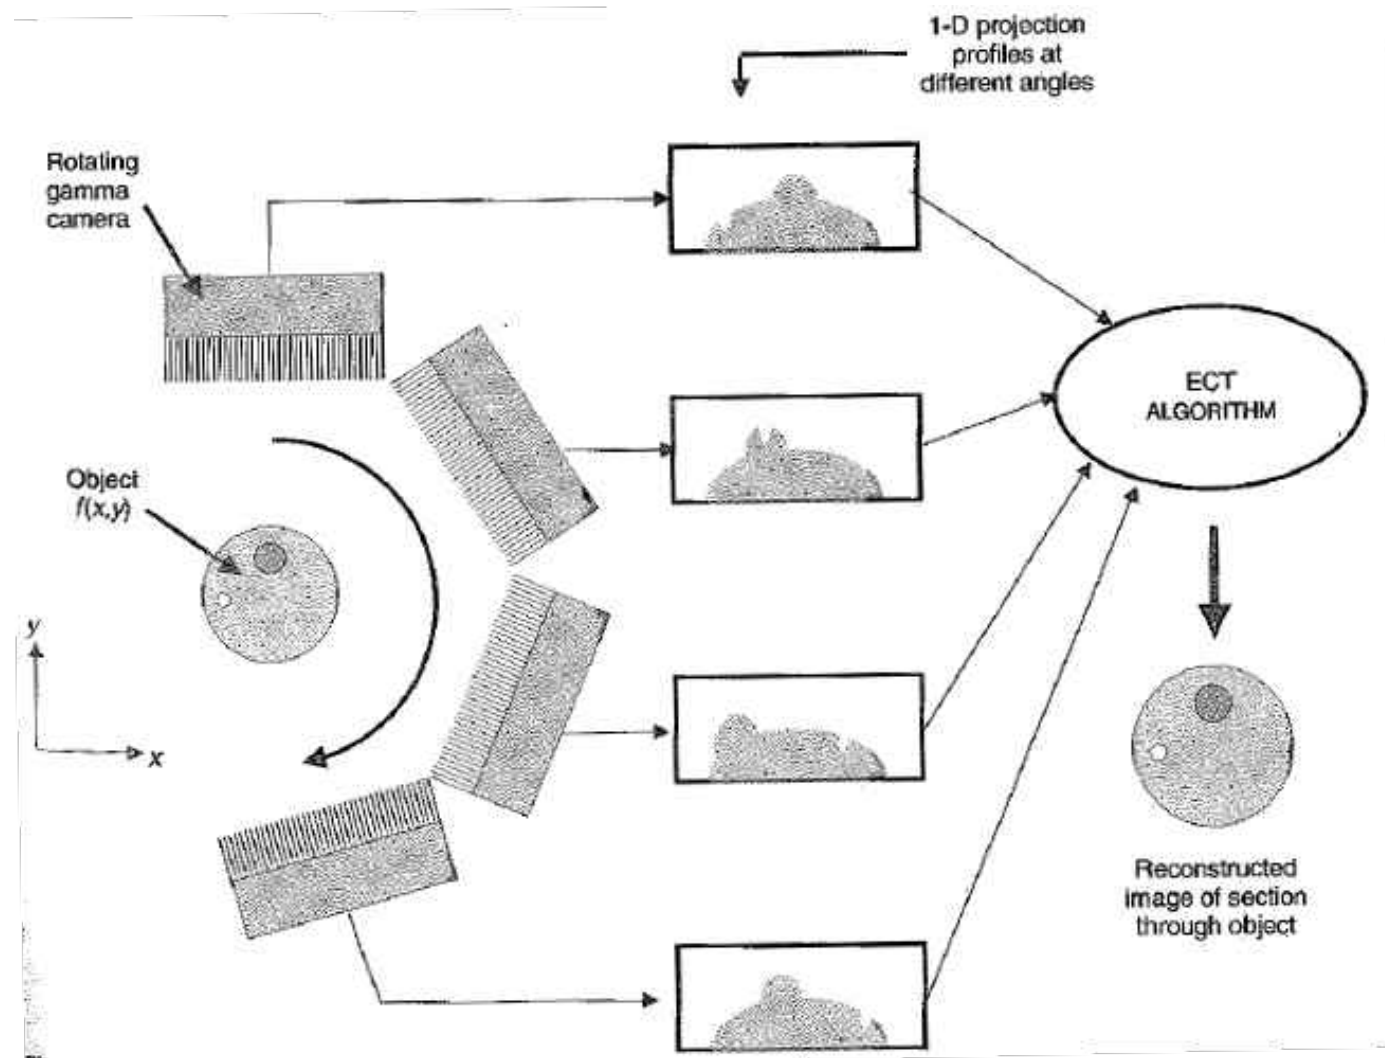 1-D projection
profiles at
different angles
Rotating
gamma
camera
ECT
ALGORITHM
Object
f(x,y)
y
x
Reconstructed
image of section
through object